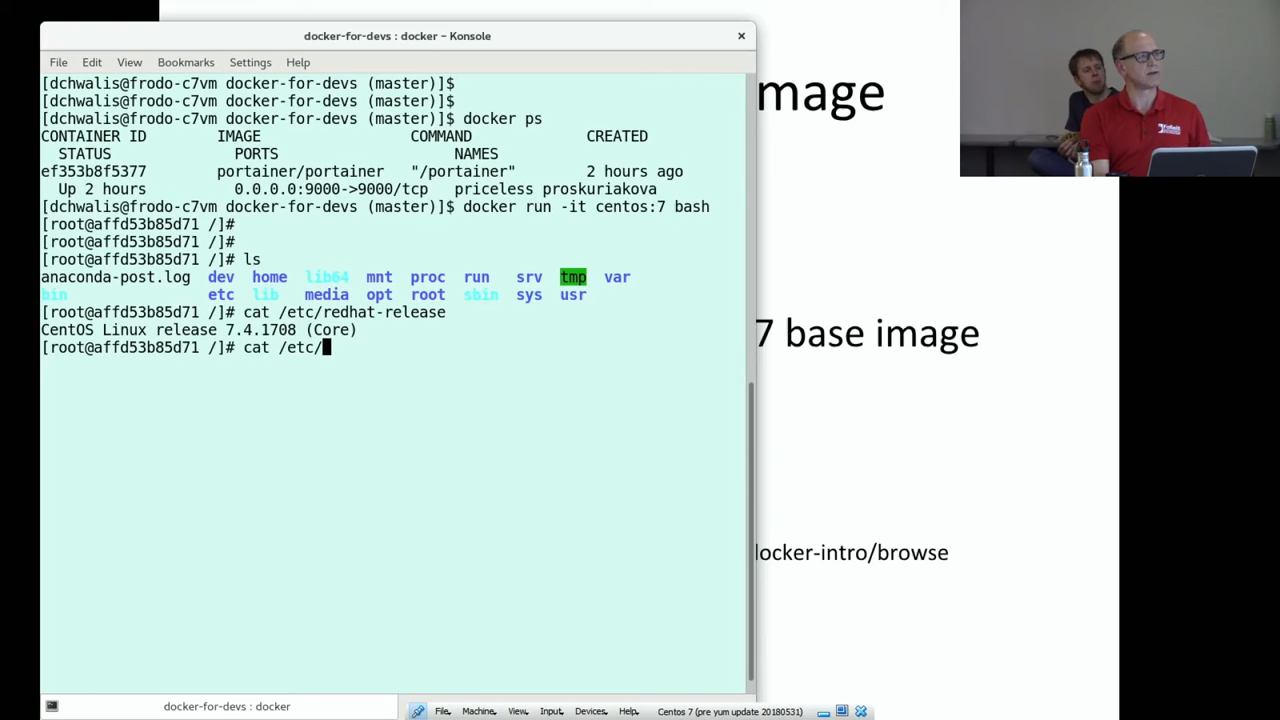 docker-for-devs : docker – Konsole
File Edit View Bookmarks Settings Help
[dchwalis@frodo-c7vm docker-for-devs (master)]$
[dchwalis@frodo-c7vm docker-for-devs (master)]$
[dchwalis@frodo-c7vm docker-for-devs (master)]$ docker ps
CONTAINER ID IMAGE COMMAND CREATED
STATUS PORTS NAMES
ef353b8f5377 portainer/portainer "/portainer" 2 hours ago
Up 2 hours 0.0.0.0:9000->9000/tcp priceless proskuriakova
[dchwalis@frodo-c7vm docker-for-devs (master)]$ docker run -it centos:7 bash
[root@affd53b85d71 /]#
[root@affd53b85d71 /]#
[root@affd53b85d71 /]# ls
anaconda-post.log dev home lib64 mnt proc run srv tmp var
bin etc lib media opt root sbin sys usr
[root@affd53b85d71 /]# cat /etc/redhat-release
CentOS Linux release 7.4.1708 (Core)
[root@affd53b85d71 /]# cat /etc/
mage
7 base image
locker-intro/browse
docker-for-devs : docker
File Machine View Input Devices Help Centos 7 (pre yum update 20180531)